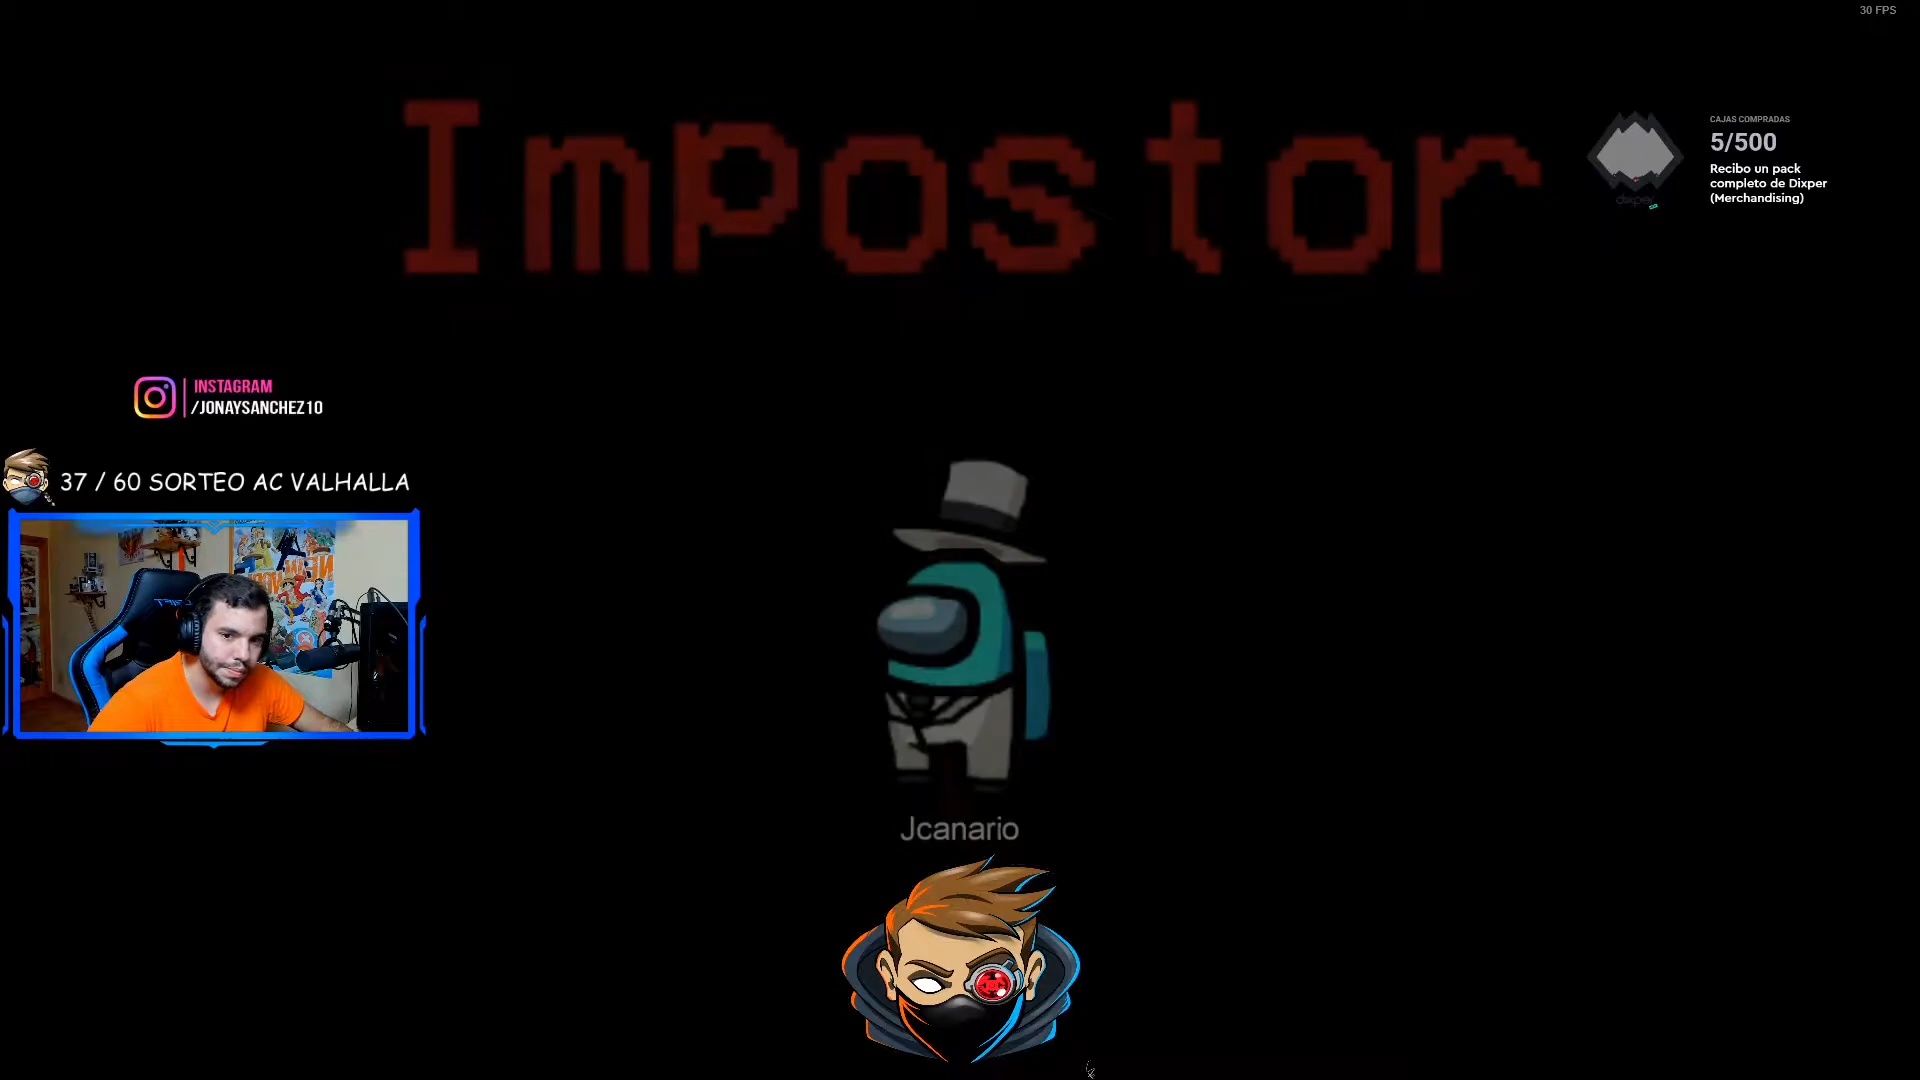 30 FPS
Impostor
CAJAS COMPRADAS
5/500
Recibo un pack
completo de Dixper
(Merchandising)
dixper
INSTAGRAM
/JONAYSANCHEZ10
37 / 60 SORTEO AC VALHALLA
Jcanario